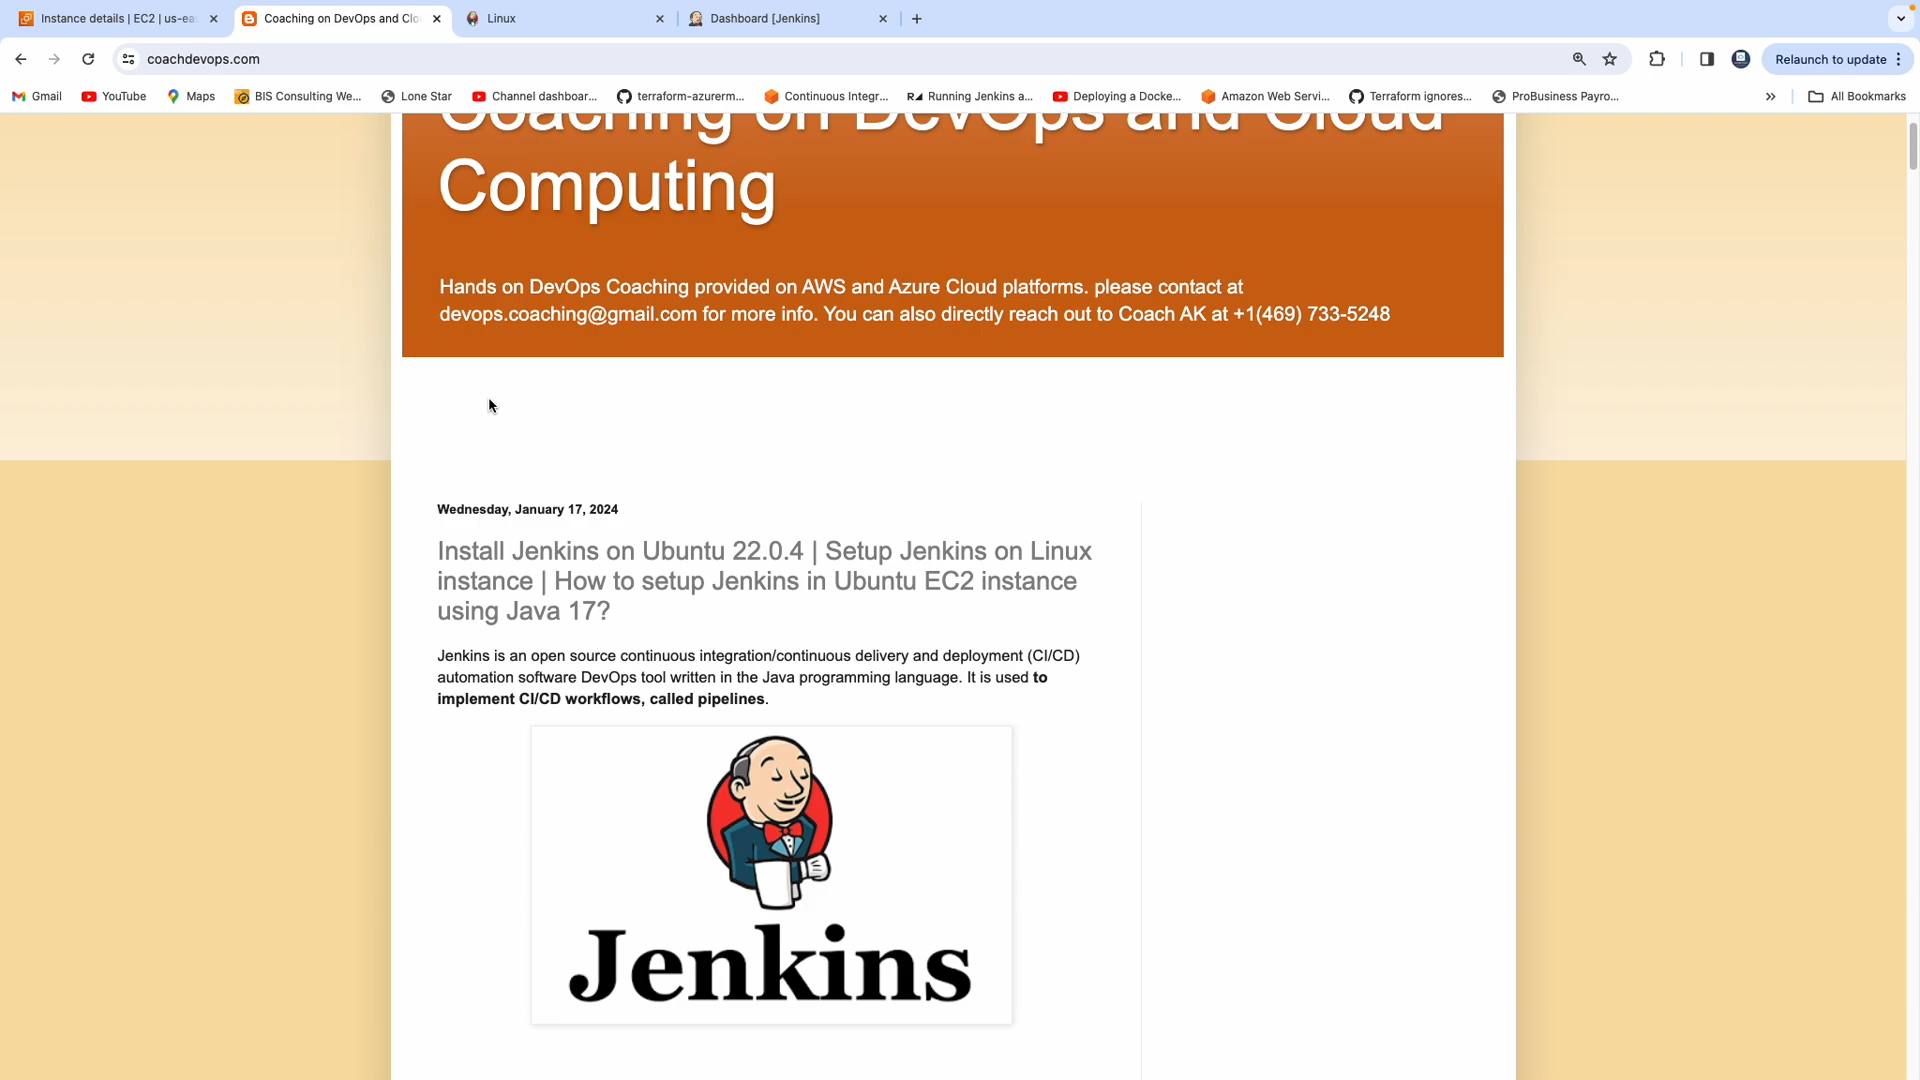 Instance details | EC2 | us-ea
Coaching on DevOps and Clo
Linux
Dashboard [Jenkins]
coachdevops.com
Relaunch to update
Gmail
YouTube
Maps
BIS Consulting We...
Lone Star
Channel dashboar...
terraform-azurerm...
Continuous Integr...
Running Jenkins a...
Deploying a Docke...
Amazon Web Servi...
Terraform ignores...
ProBusiness Payro...
All Bookmarks
Coaching on DevOps and Cloud
Computing
Hands on DevOps Coaching provided on AWS and Azure Cloud platforms. please contact at
devops.coaching@gmail.com for more info. You can also directly reach out to Coach AK at +1(469) 733-5248
Wednesday, January 17, 2024
Install Jenkins on Ubuntu 22.0.4 | Setup Jenkins on Linux
instance | How to setup Jenkins in Ubuntu EC2 instance
using Java 17?
Jenkins is an open source continuous integration/continuous delivery and deployment (CI/CD)
automation software DevOps tool written in the Java programming language. It is used to
implement CI/CD workflows, called pipelines.
Jenkins